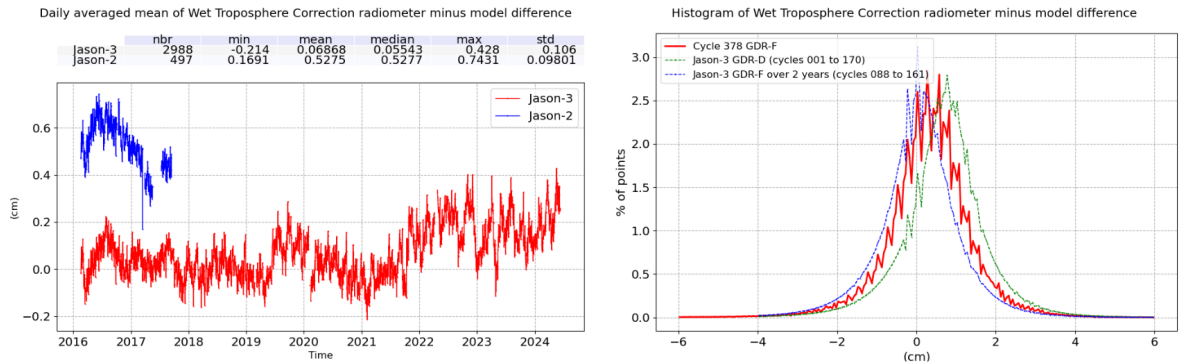 Daily averaged mean of Wet Troposphere Correction radiometer minus model difference
nbr min mean median max std
Jason-3 2988 -0.214 0.06868 0.05543 0.428 0.106
Jason-2 497 0.1691 0.5275 0.5277 0.7431 0.09801
Jason-3
Jason-2
0.6
0.4
0.2
0.0
−0.2
(cm)
2016 2017 2018 2019 2020 2021 2022 2023 2024
Time
Histogram of Wet Troposphere Correction radiometer minus model difference
Cycle 378 GDR-F
Jason-3 GDR-D (cycles 001 to 170)
Jason-3 GDR-F over 2 years (cycles 088 to 161)
3.0
2.5
2.0
1.5
1.0
0.5
0.0
% of points
−6 −4 −2 0 2 4 6
(cm)